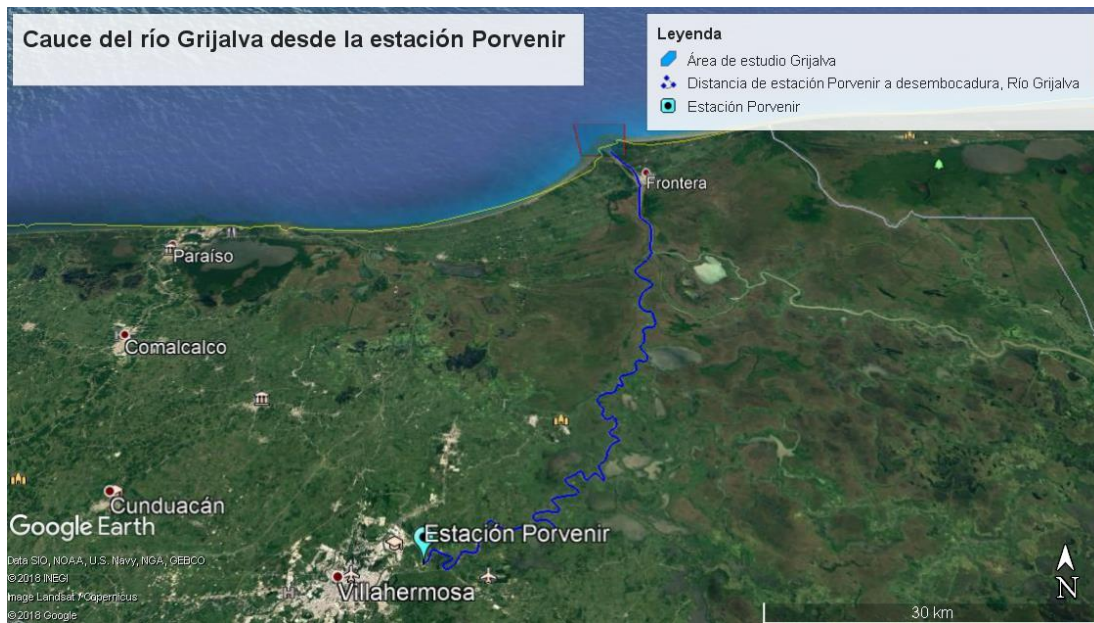 Cauce del río Grijalva desde la estación Porvenir
Leyenda
Área de estudio Grijalva
Distancia de estación Porvenir a desembocadura, Río Grijalva
Estación Porvenir
Frontera
Paraíso
Comalcalco
Cunduacán
Google Earth
Estación Porvenir
Data SIO, NOAA, U.S. Navy, NGA, GEBCO
©2018 INEGI
Villahermosa
Image Landsat / Copernicus
©2018 Google
N
30 km